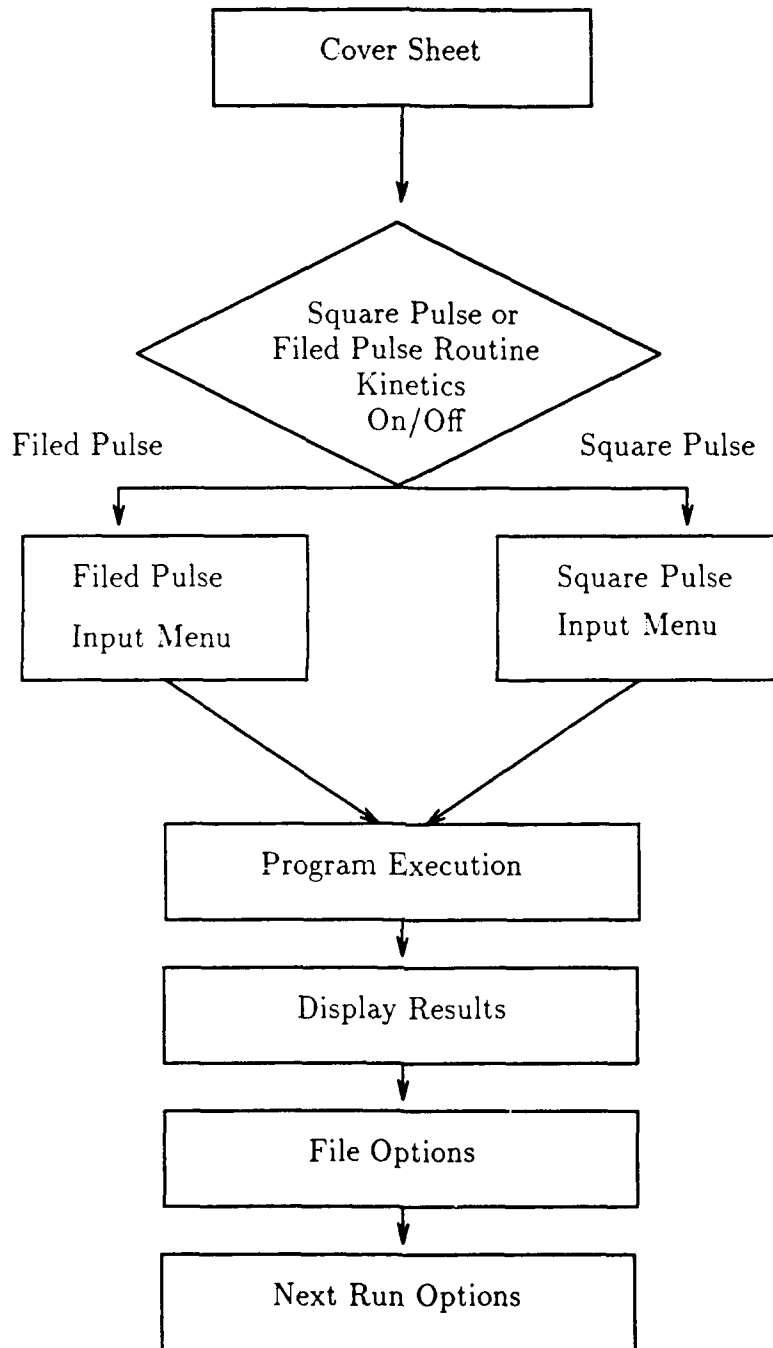 Cover Sheet
Square Pulse or
Filed Pulse Routine
Kinetics
On/Off
Filed Pulse
Square Pulse
Filed Pulse
Input Menu
Square Pulse
Input Menu
Program Execution
Display Results
File Options
Next Run Options